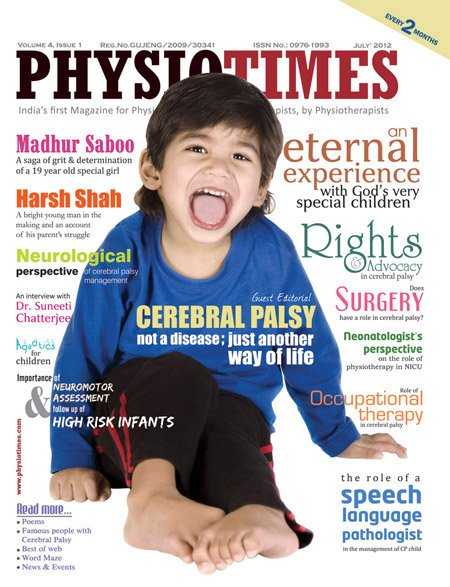 EVERY 2 MONTHS
VOLUME 4, ISSUE 1 REG.NO.GUJENG/2009/30341 ISSN NO.: 0976-1993 JULY' 2012
PHYSIOTIMES
India's first Magazine for Physi pists, by Physiotherapists
Madhur Saboo
A saga of grit & determination
of a 19 year old special girl
Harsh Shah
A bright young man in the
making and an account
of his parent's struggle
Neurological
perspective of cerebral palsy
management
An interview with
Dr. Suneeti
Chatterjee
Aquatics
for
children
Importance of
& NEUROMOTOR
ASSESSMENT
follow up of
HIGH RISK INFANTS
www.physiotimes.com
Read more...
• Poems
• Famous people with
Cerebral Palsy
• Best of web
• Word Maze
• News & Events
Guest Editorial
CEREBRAL PALSY
not a disease; just another
way of life
an
eternal
experience
with God's very
special children
Rights
& Advocacy
in cerebral palsy
Does
SURGERY
have a role in cerebral palsy?
Neonatologist's
perspective
on the role of
physiotherapy in NICU
Role of
Occupational
therapy
in cerebral palsy
the role of a
speech
language
pathologist
in the management of CP child